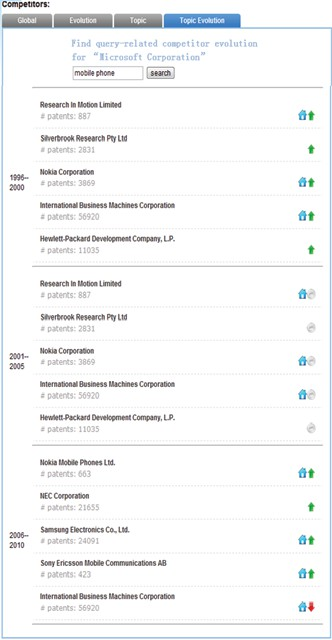 Competitors:
Global Evolution Topic Topic Evolution
Find query-related competitor evolution
for “Microsoft Corporation”
mobile phone search
1996--
2000
Research In Motion Limited
# patents: 887
Silverbrook Research Pty Ltd
# patents: 2831
Nokia Corporation
# patents: 3869
International Business Machines Corporation
# patents: 56920
Hewlett-Packard Development Company, L.P.
# patents: 11035
2001--
2005
Research In Motion Limited
# patents: 887
Silverbrook Research Pty Ltd
# patents: 2831
Nokia Corporation
# patents: 3869
International Business Machines Corporation
# patents: 56920
Hewlett-Packard Development Company, L.P.
# patents: 11035
2006--
2010
Nokia Mobile Phones Ltd.
# patents: 663
NEC Corporation
# patents: 21655
Samsung Electronics Co., Ltd.
# patents: 24091
Sony Ericsson Mobile Communications AB
# patents: 423
International Business Machines Corporation
# patents: 56920